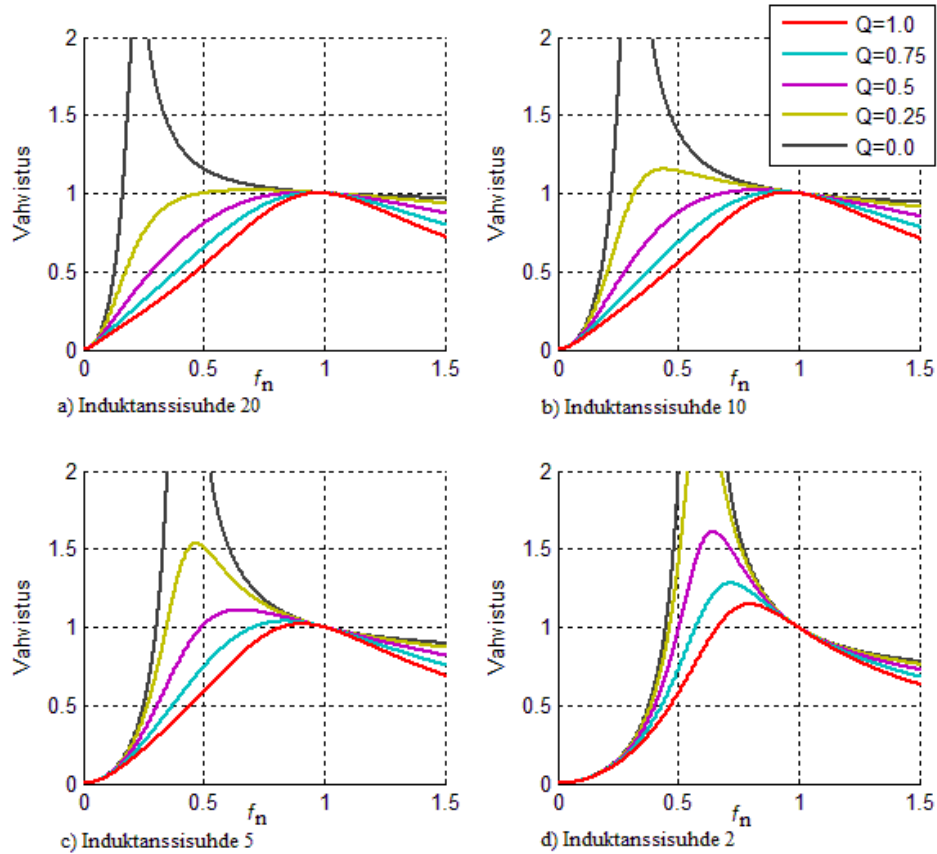 Q=1.0
Q=0.75
Q=0.5
Q=0.25
Q=0.0
2
1.5
1
0.5
0
Vahvistus
0
0.5
1
1.5
fn
a) Induktanssisuhde 20
2
1.5
1
0.5
0
Vahvistus
0
0.5
1
1.5
fn
b) Induktanssisuhde 10
2
1.5
1
0.5
0
Vahvistus
0
0.5
1
1.5
fn
c) Induktanssisuhde 5
2
1.5
1
0.5
0
Vahvistus
0
0.5
1
1.5
fn
d) Induktanssisuhde 2